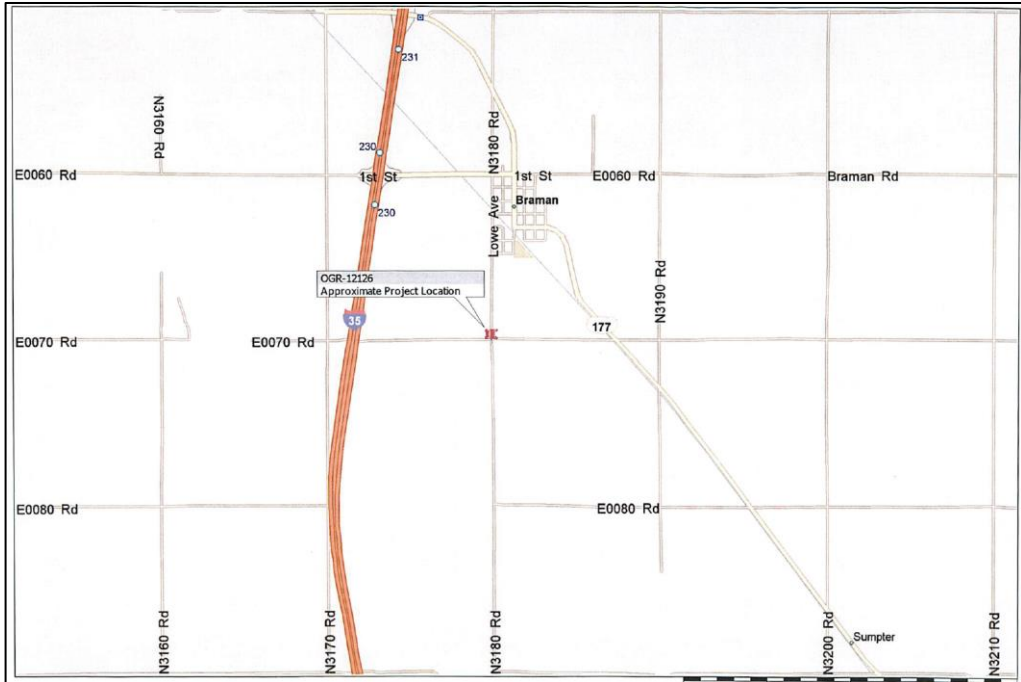 231
N3160 Rd
N3180 Rd
230
E0060 Rd
1st St
1st St
E0060 Rd
Braman Rd
Braman
230
Lowe Ave
N3190 Rd
OGR-12126
Approximate Project Location
35
177
E0070 Rd
E0070 Rd
E0080 Rd
E0080 Rd
N3160 Rd
N3170 Rd
N3180 Rd
N3200 Rd
Sumpter
N3210 Rd